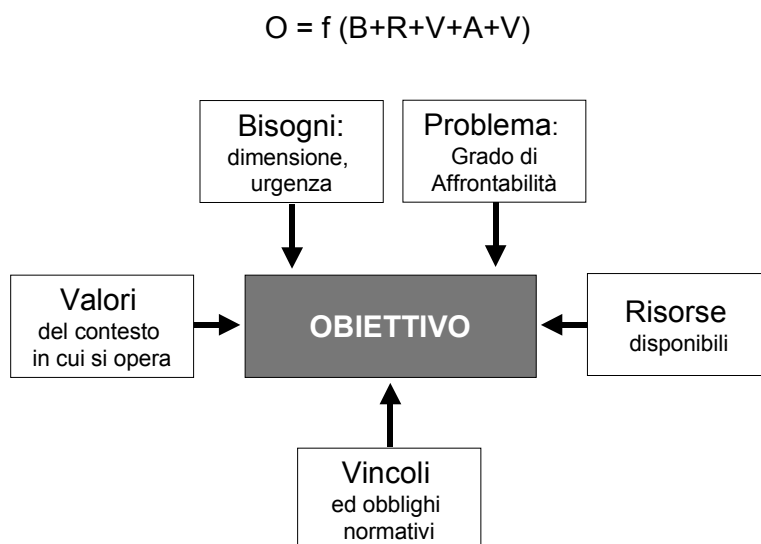 O = f (B+R+V+A+V)
Bisogni:
dimensione,
urgenza
Problema:
Grado di
Affrontabilità
Valori
del contesto
in cui si opera
OBIETTIVO
Risorse
disponibili
Vincoli
ed obblighi
normativi